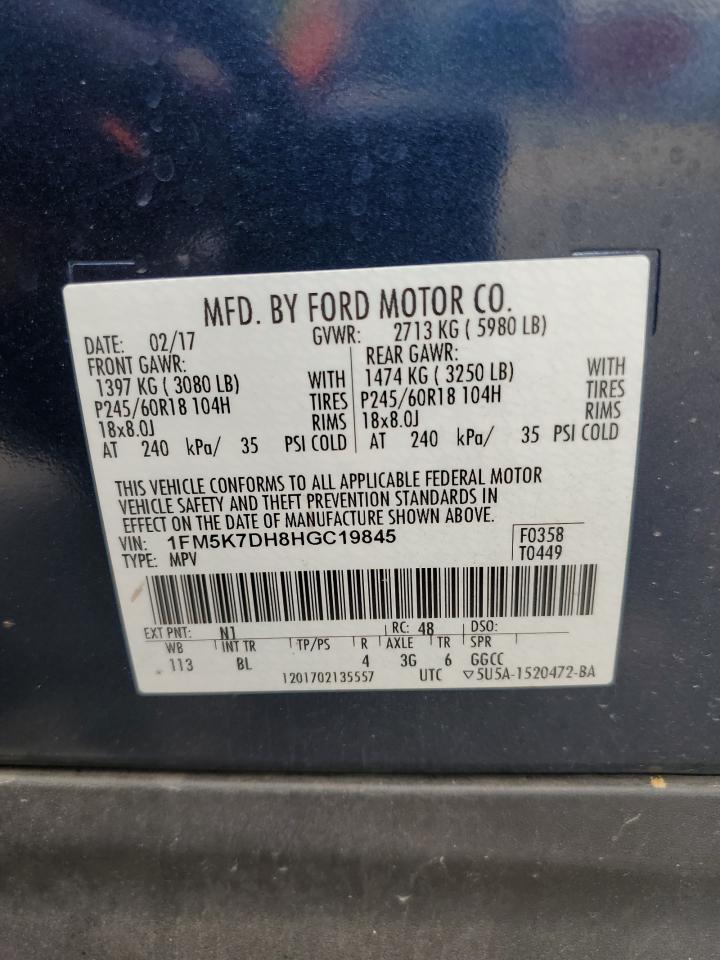 MFD. BY FORD MOTOR CO.
DATE: 02/17 GVWR: 2713 KG ( 5980 LB)
FRONT GAWR: REAR GAWR:
1397 KG ( 3080 LB) WITH 1474 KG ( 3250 LB) WITH
P245/60R18 104H TIRES P245/60R18 104H TIRES
18x8.0J RIMS 18x8.0J RIMS
AT 240 kPa/ 35 PSI COLD AT 240 kPa/ 35 PSI COLD
THIS VEHICLE CONFORMS TO ALL APPLICABLE FEDERAL MOTOR
VEHICLE SAFETY AND THEFT PREVENTION STANDARDS IN
EFFECT ON THE DATE OF MANUFACTURE SHOWN ABOVE.
VIN: 1FM5K7DH8HGC19845 F0358
TYPE: MPV T0449
EXT PNT: N1 RC: 48 DSO:
WB INT TR TP/PS R AXLE TR SPR
113 BL 4 3G 6 GGCC
1201702135557 UTC ▽5U5A-1520472-BA